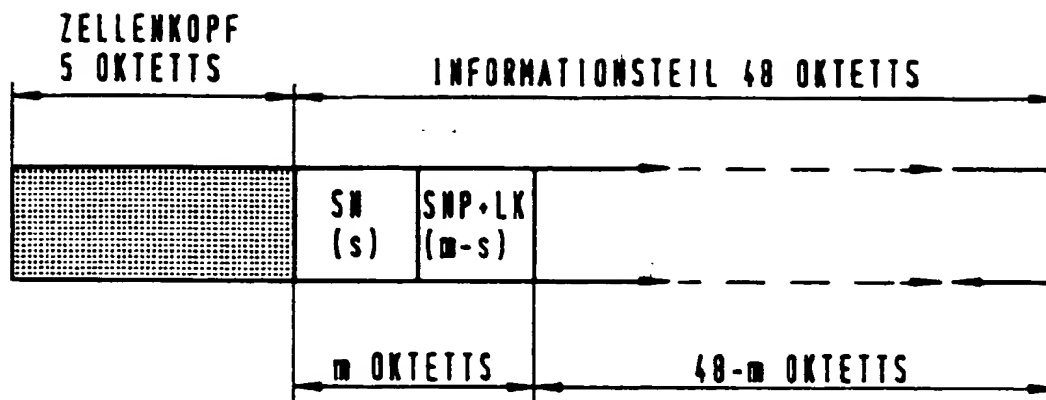 ZELLENKOPF
5 OKTETTS
INFORMATIONSTEIL 48 OKTETTS
SN
(s)
SNP+LK
(m-s)
m OKTETTS
48-m OKTETTS